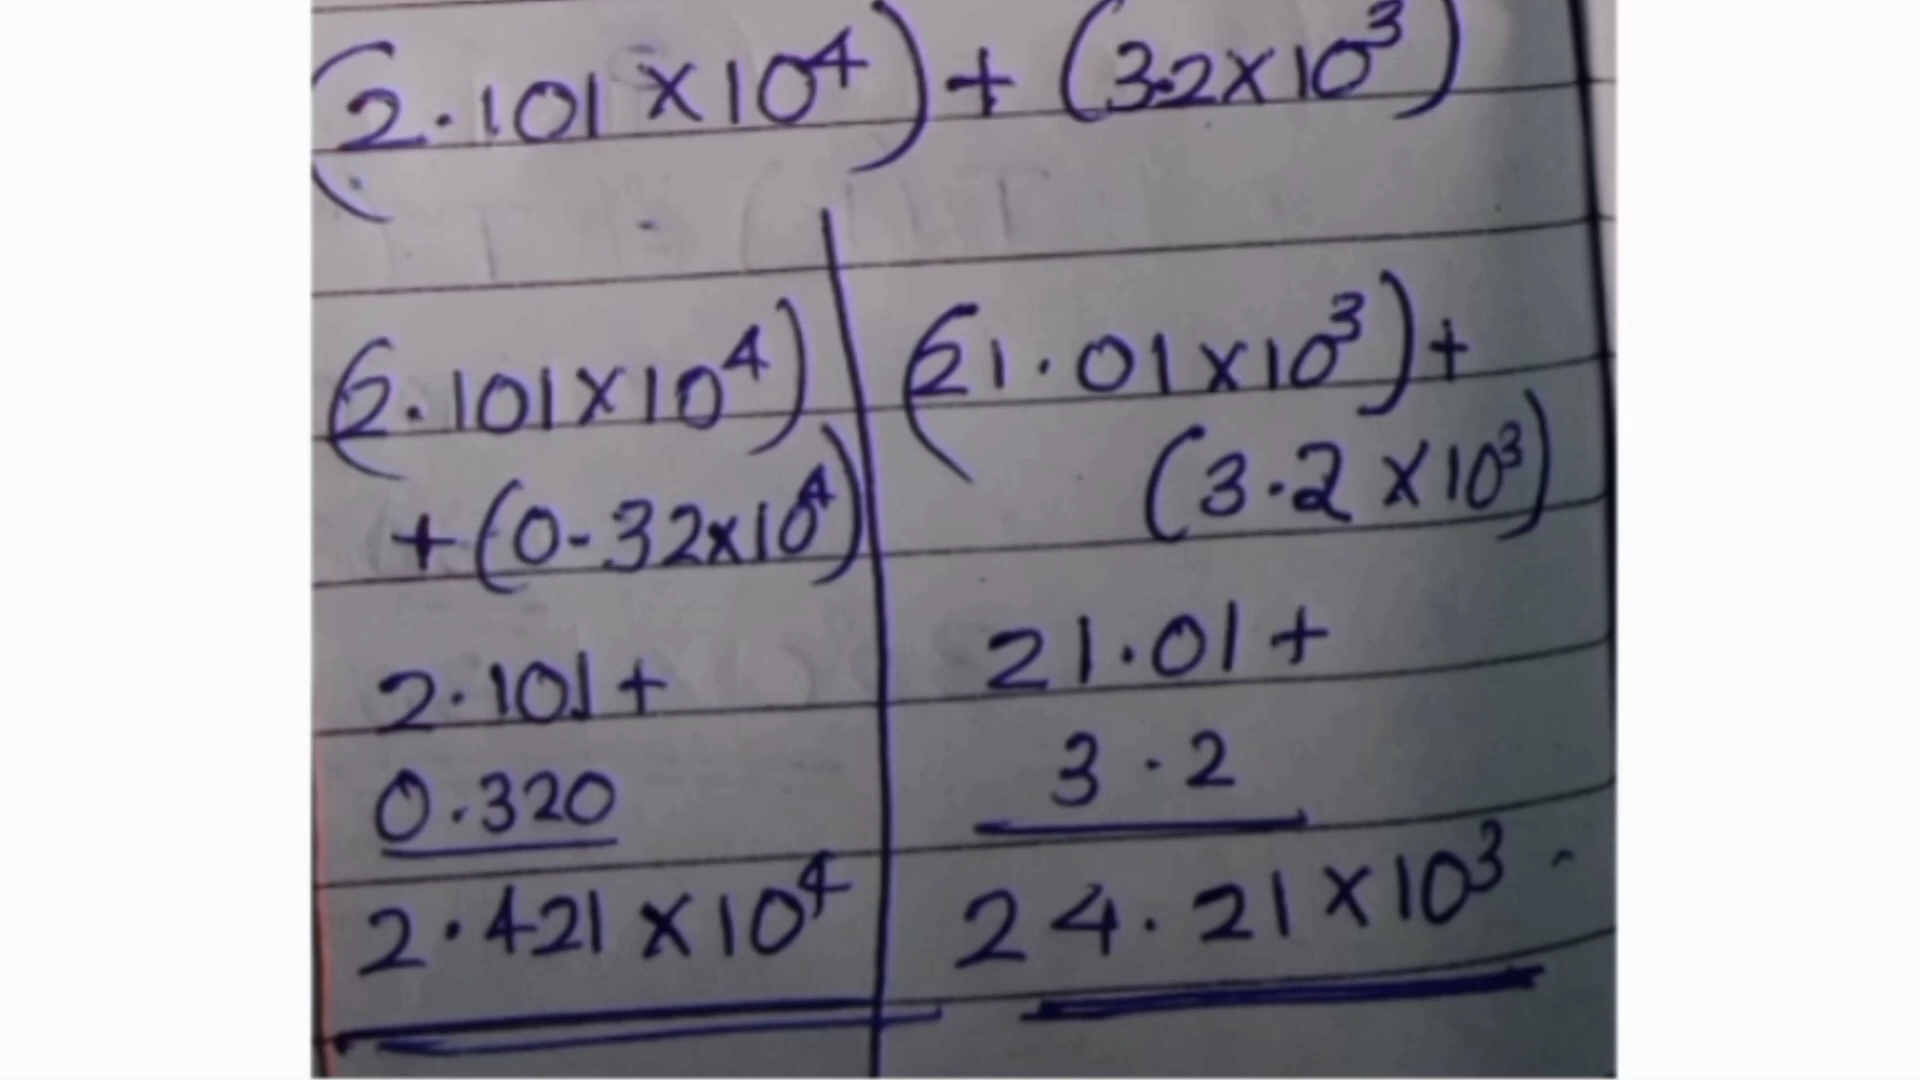 (2.101 × 10⁴) + (3.2 × 10³)
(2.101 × 10⁴)
+ (0.32 × 10⁴)
2.101 +
0.320
2.421 × 10⁴
(21.01 × 10³) +
(3.2 × 10³)
21.01 +
3.2
24.21 × 10³